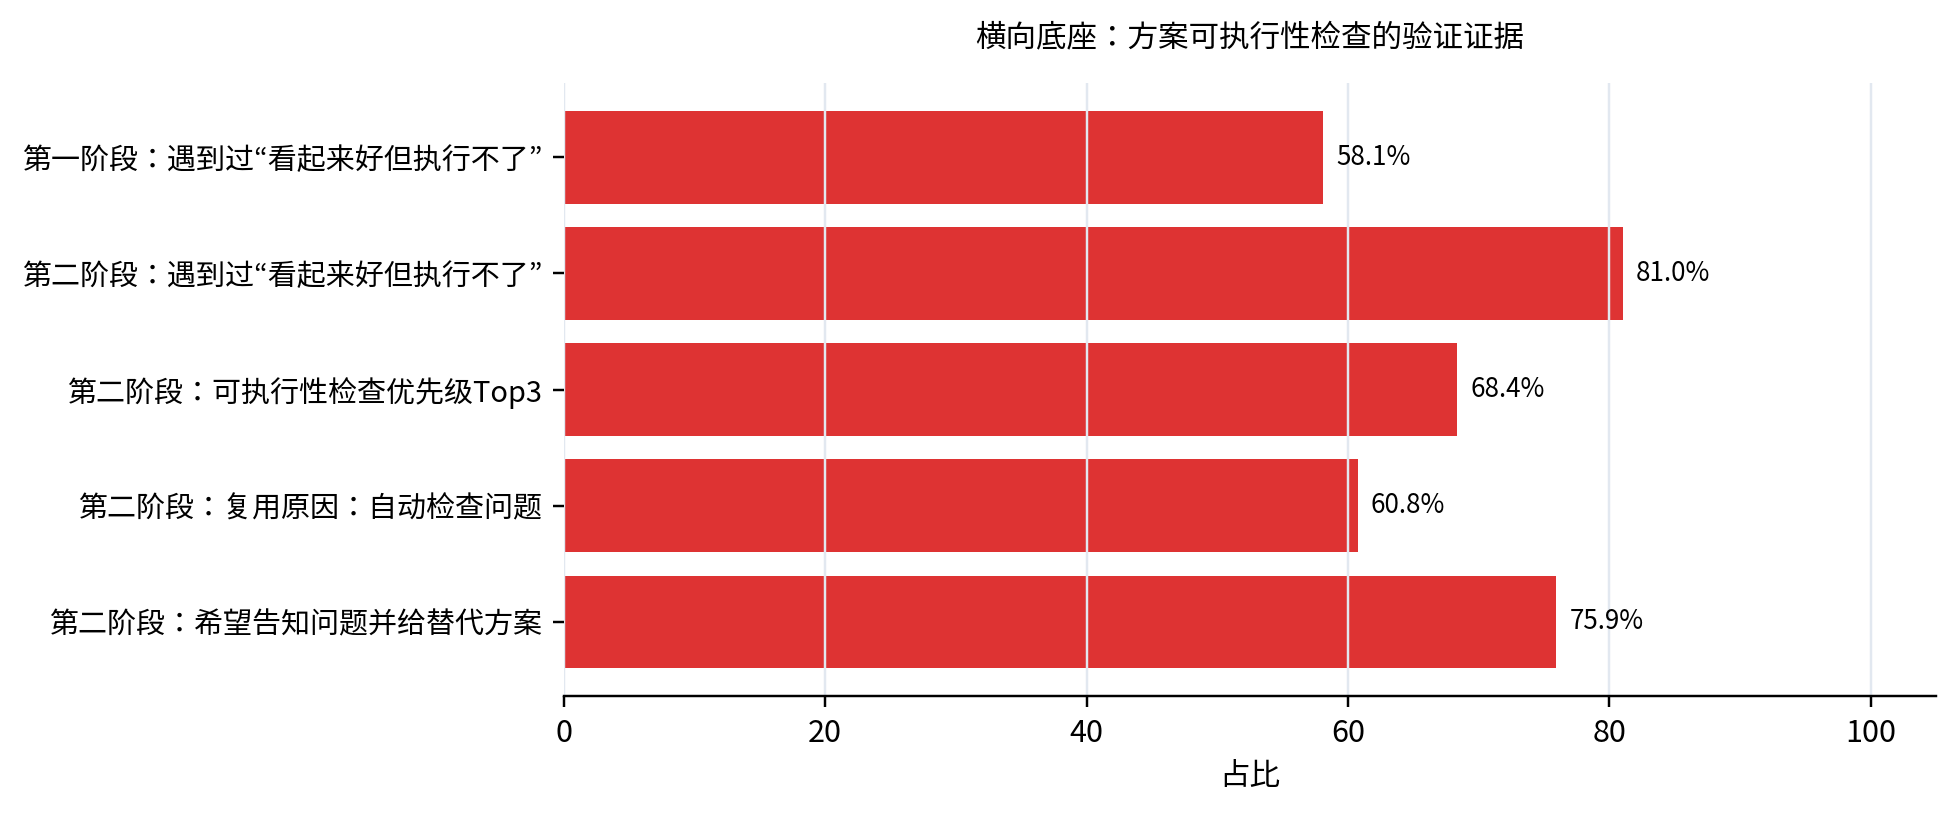 横向底座：方案可执行性检查的验证证据
第一阶段：遇到过“看起来好但执行不了”
58.1%
第二阶段：遇到过“看起来好但执行不了”
81.0%
第二阶段：可执行性检查优先级Top3
68.4%
第二阶段：复用原因：自动检查问题
60.8%
第二阶段：希望告知问题并给替代方案
75.9%
0 20 40 60 80 100
占比